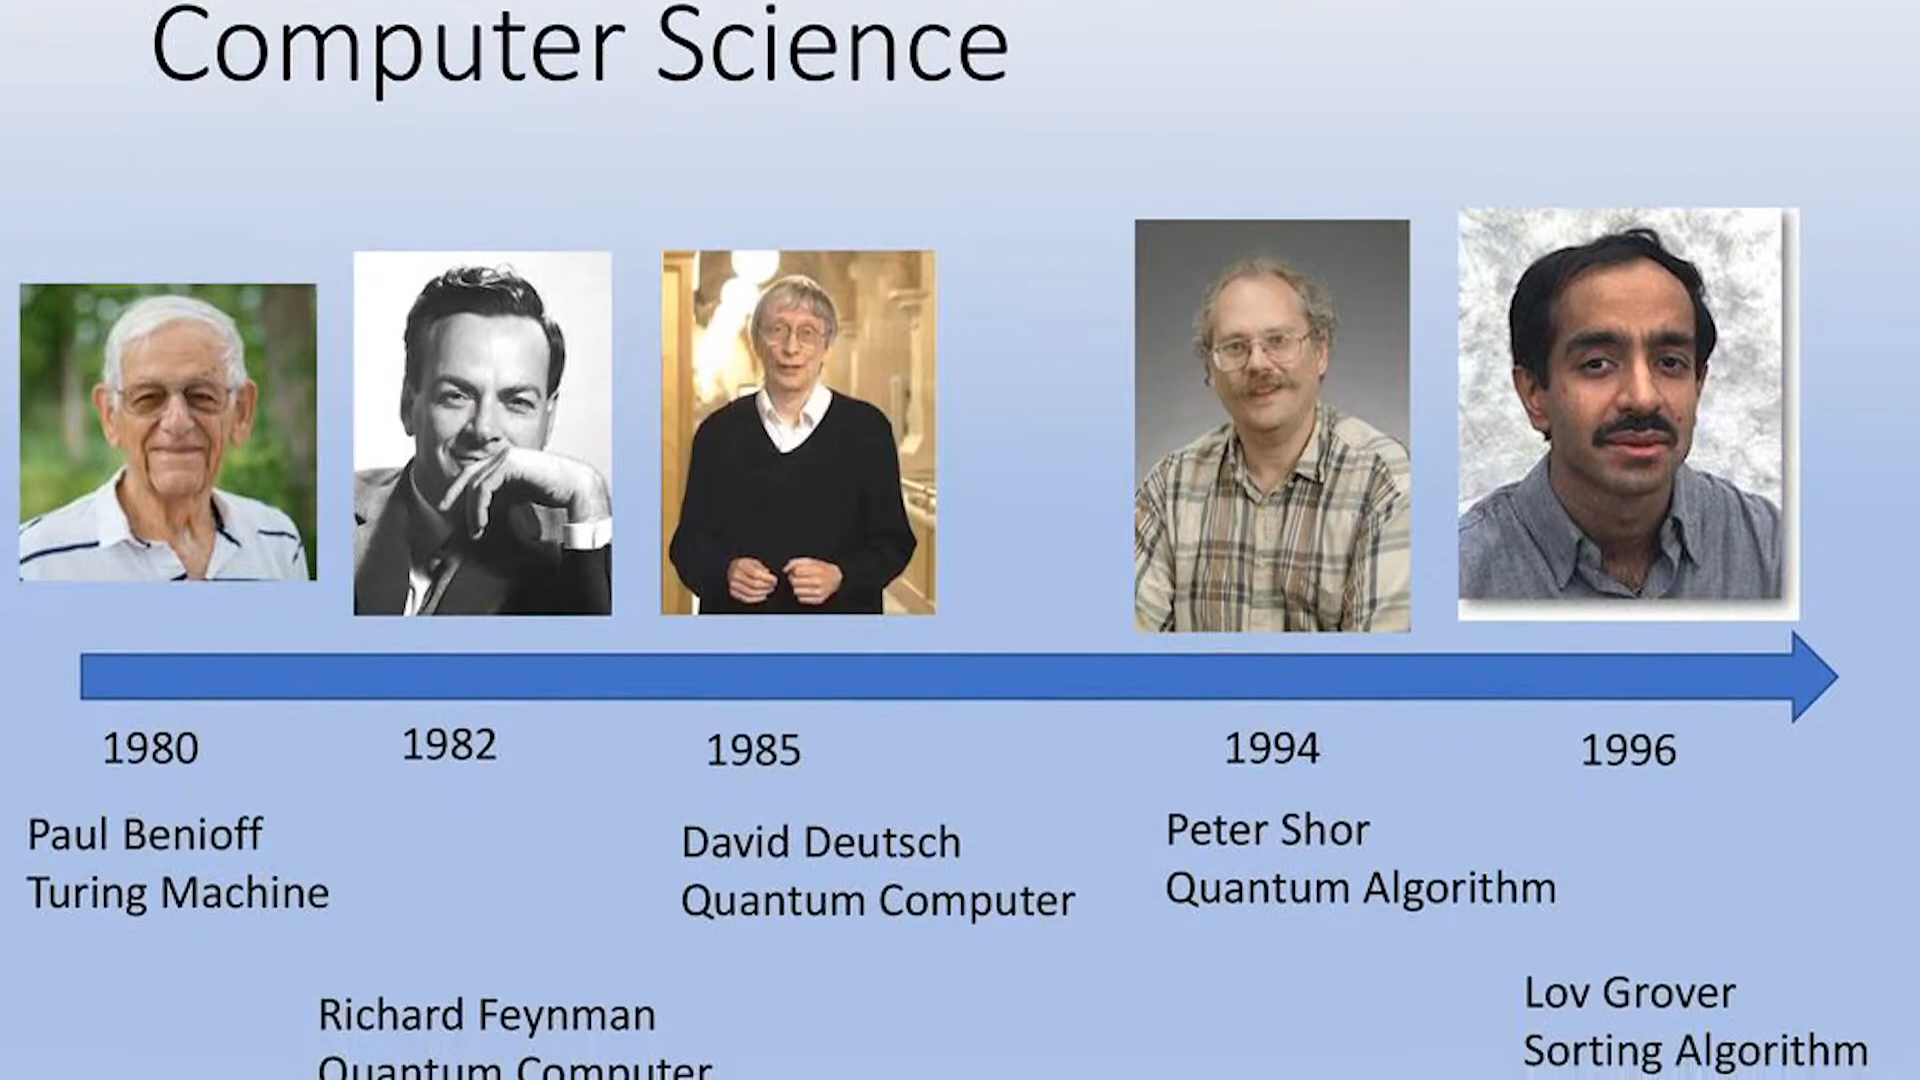 Computer Science
1980
1982
1985
1994
1996
Paul Benioff
Turing Machine
Richard Feynman
Quantum Computer
David Deutsch
Quantum Computer
Peter Shor
Quantum Algorithm
Lov Grover
Sorting Algorithm